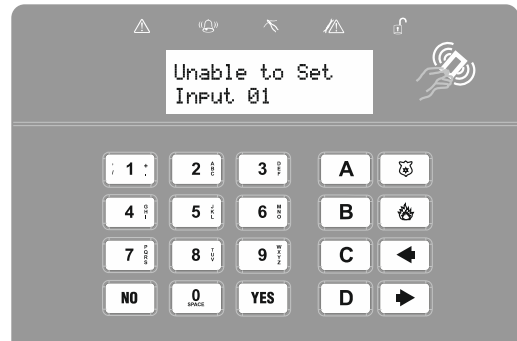 Unable to Set
Input 01
1
2 ABC
3 DEF
A
4 GHI
5 JKL
6 MNO
B
7 PQRS
8 TUV
9 WXYZ
C
NO
0 SPACE
YES
D